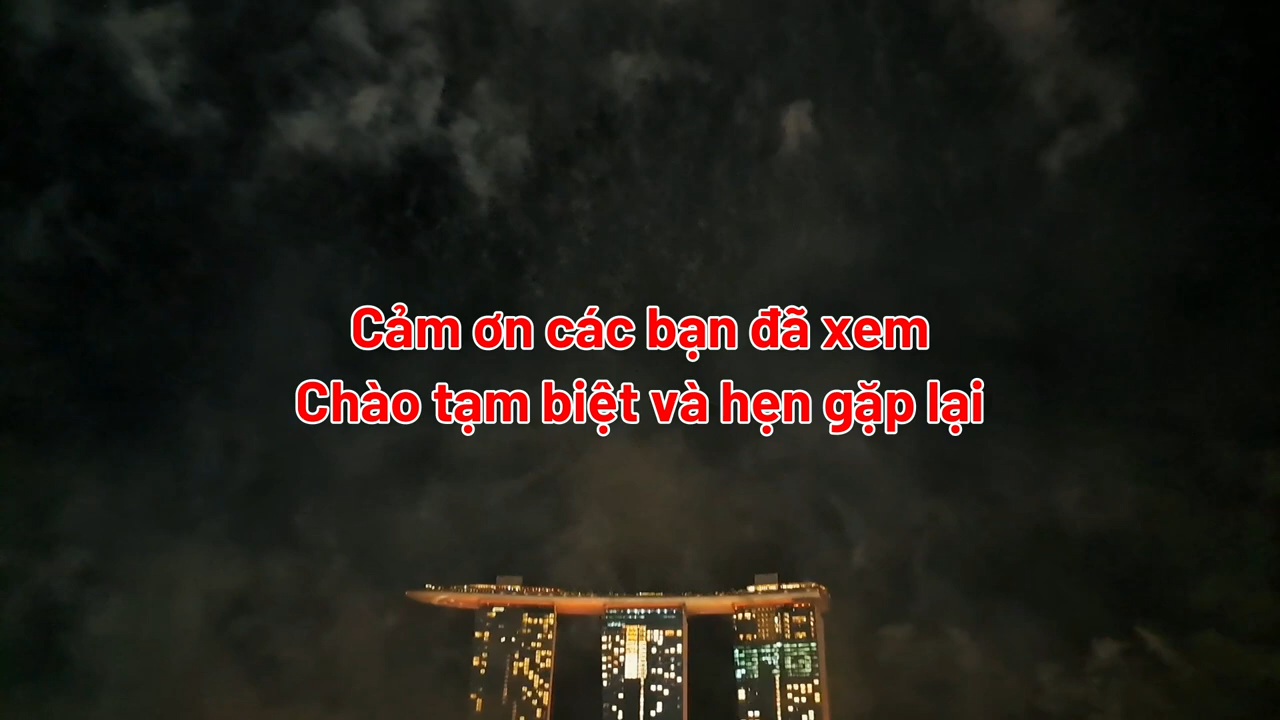 Cảm ơn các bạn đã xem
Chào tạm biệt và hẹn gặp lại